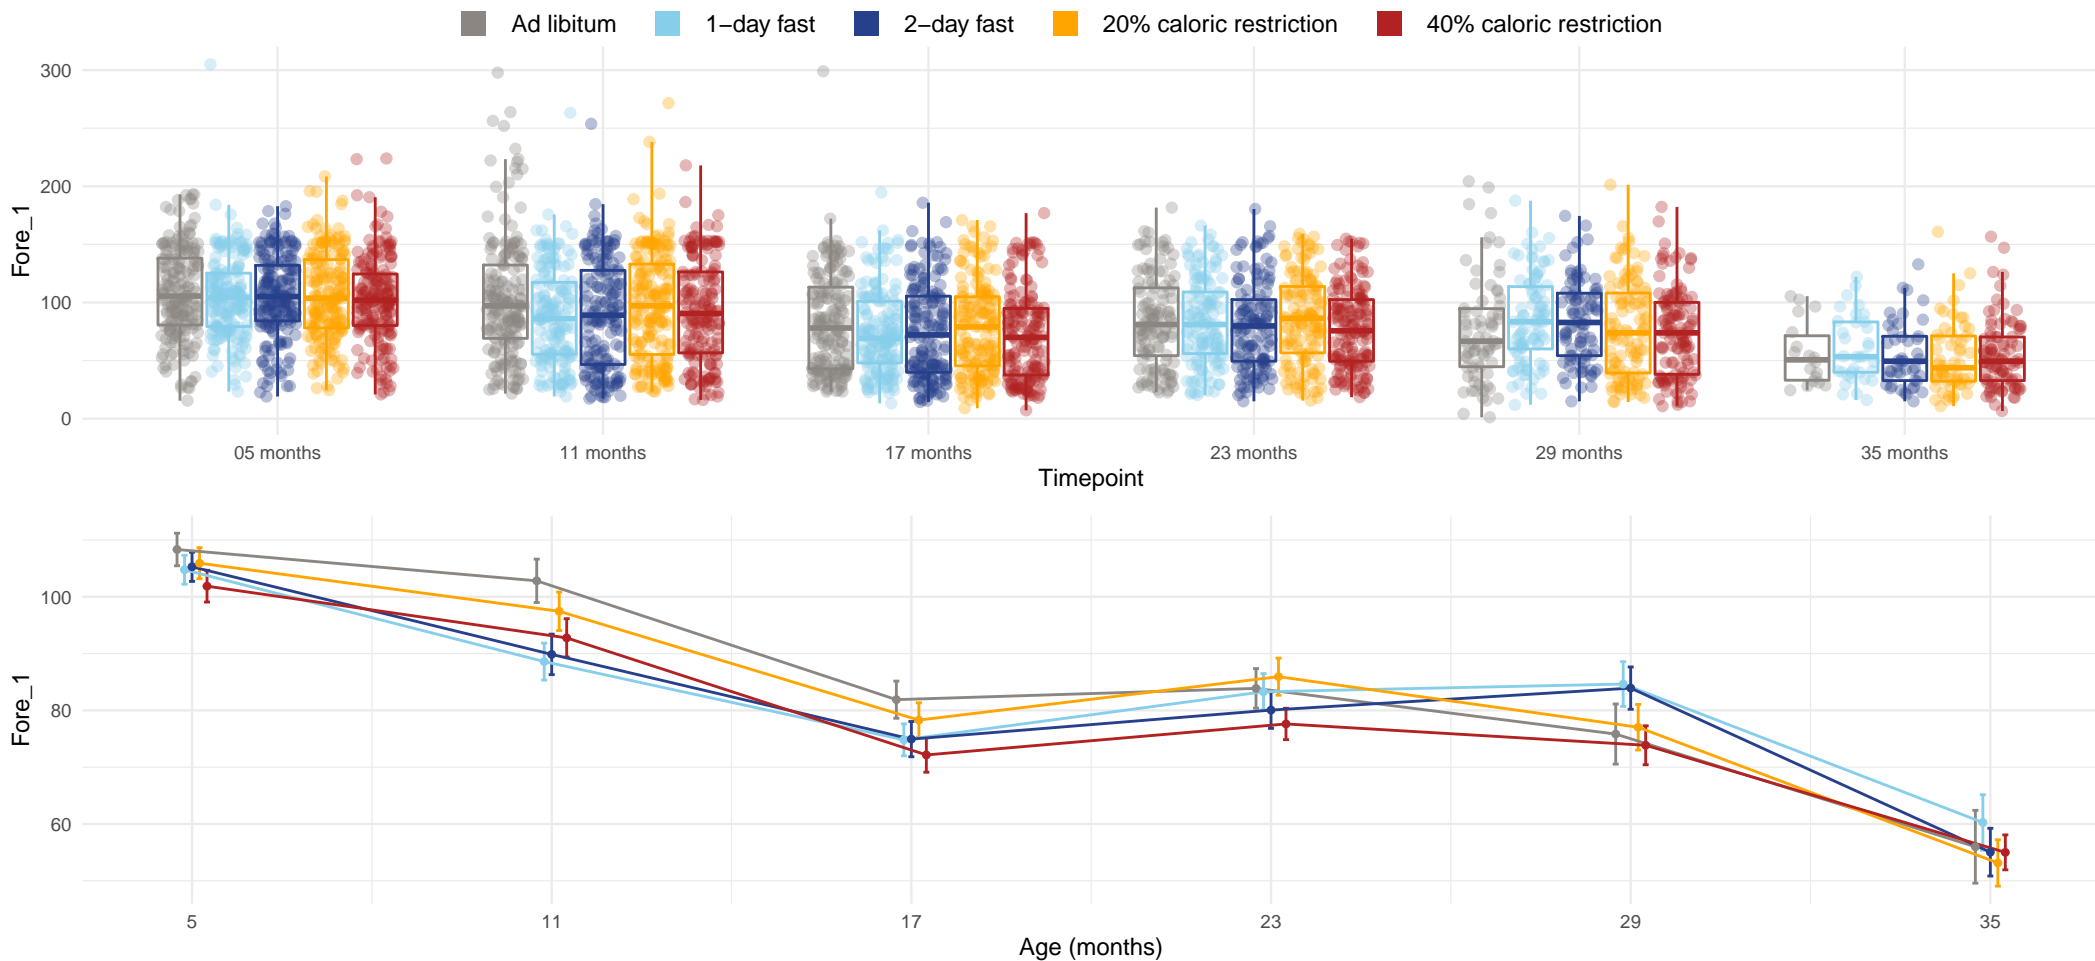 Ad libitum 1−day fast 2−day fast 20% caloric restriction 40% caloric restriction
300
200
100
0
Fore_1
05 months 11 months 17 months 23 months 29 months 35 months
Timepoint
100
80
60
Fore_1
5 11 17 23 29 35
Age (months)